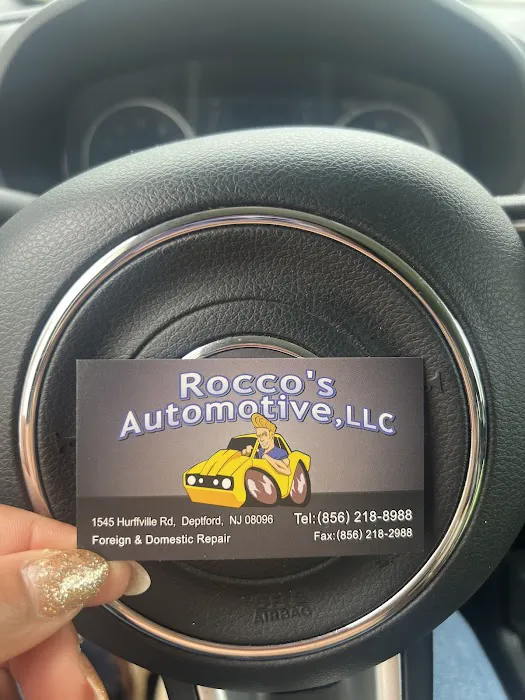 Rocco's
Automotive, LLC
1545 Hurffville Rd, Deptford, NJ 08096
Tel:(856) 218-8988
Foreign & Domestic Repair
Fax:(856) 218-2988
AIRBAG